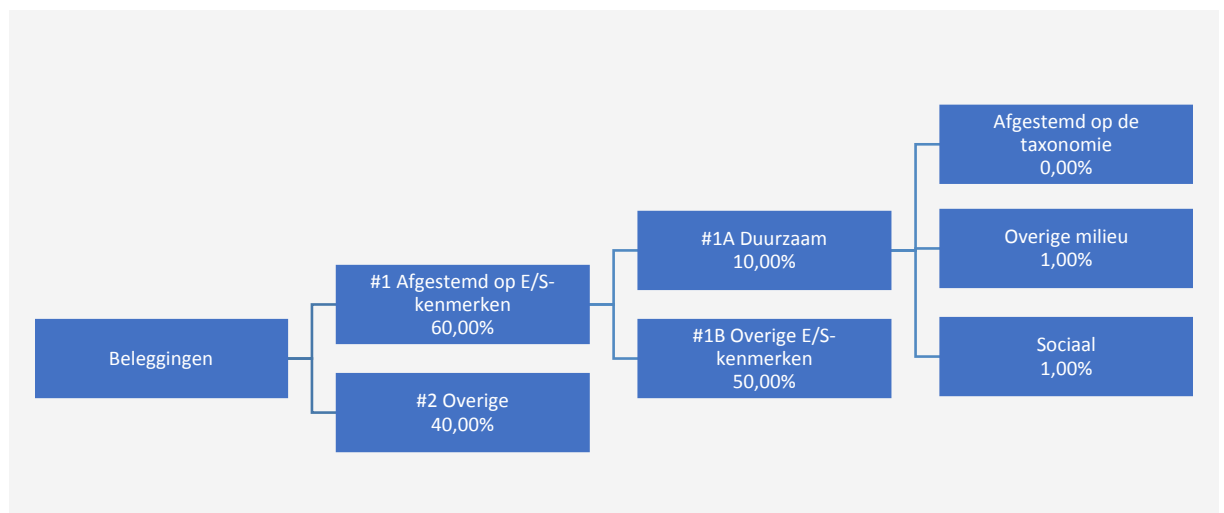 Beleggingen
#1 Afgestemd op E/S-
kenmerken
60,00%
#2 Overige
40,00%
#1A Duurzaam
10,00%
#1B Overige E/S-
kenmerken
50,00%
Afgestemd op de
taxonomie
0,00%
Overige milieu
1,00%
Sociaal
1,00%